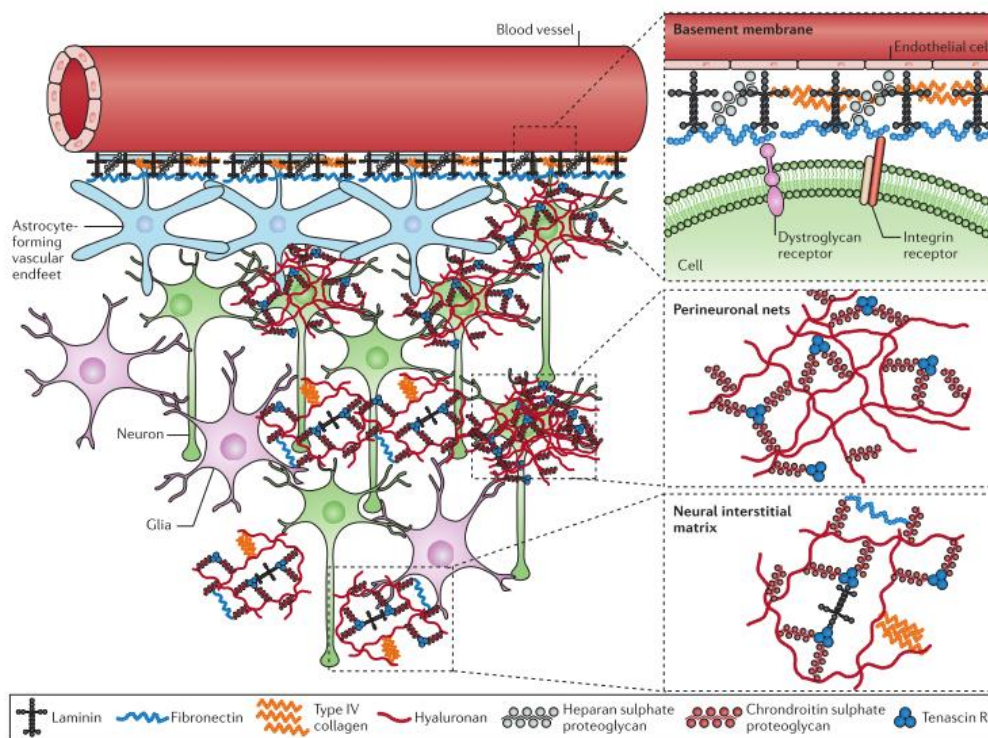 Blood vessel
Basement membrane
Endothelial cell
Astrocyte-
forming
vascular
endfeet
Dystroglycan
receptor
Integrin
receptor
Cell
Perineuronal nets
Neuron
Glia
Neural interstitial
matrix
Laminin
Fibronectin
Type IV
collagen
Hyaluronan
Heparan sulphate
proteoglycan
Chrondroitin sulphate
proteoglycan
Tenascin R